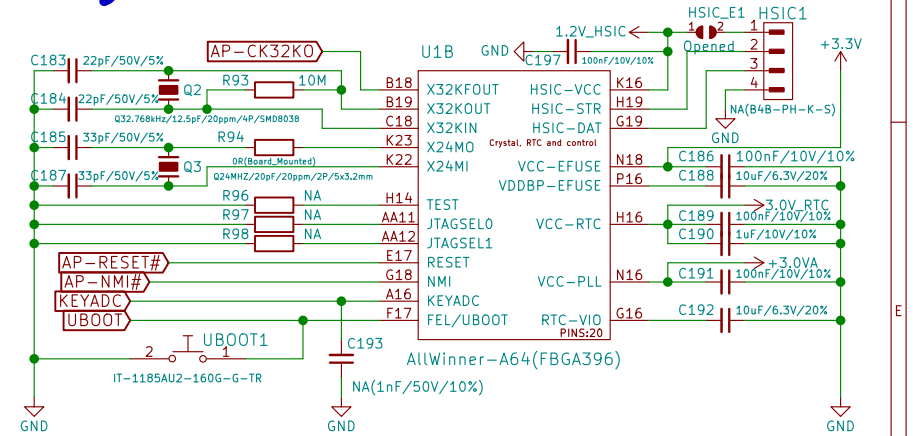 HSIC_E1
HSIC1
1.2V_HSIC
1
2
1
2
3
4
Opened
+3.3V
AP-CK32KO
U1B
GND
C197
100nF/10V/10%
C183
22pF/50V/5%
Q2
R93
10M
B18
X32KFOUT
HSIC-VCC
K16
C184
22pF/50V/5%
B19
X32KOUT
HSIC-STR
H19
NA(B4B-PH-K-S)
Q32.768kHz/12.5pF/20ppm/4P/SMD8038
C18
X32KIN
HSIC-DAT
G19
GND
C185
33pF/50V/5%
R94
K23
X24MO
Crystal, RTC and control
Q3
0R(Board_Mounted)
K22
X24MI
VCC-EFUSE
N18
C186
100nF/10V/10%
C187
33pF/50V/5%
Q24MHZ/20pF/20ppm/2P/5x3.2mm
VDDBP-EFUSE
P16
C188
10uF/6.3V/20%
R96
NA
H14
TEST
3.0V_RTC
R97
NA
AA11
JTAGSEL0
VCC-RTC
H16
C189
100nF/10V/10%
R98
NA
AA12
JTAGSEL1
C190
1uF/10V/10%
AP-RESET#
E17
RESET
+3.0VA
AP-NMI#
G18
NMI
VCC-PLL
N16
C191
100nF/10V/10%
KEYADC
A16
KEYADC
UBOOT
F17
FEL/UBOOT
RTC-VIO
G16
C192
10uF/6.3V/20%
PINS:20
E
UBOOT1
2
1
C193
AllWinner-A64(FBGA396)
IT-1185AU2-160G-G-TR
NA(1nF/50V/10%)
GND
GND
GND